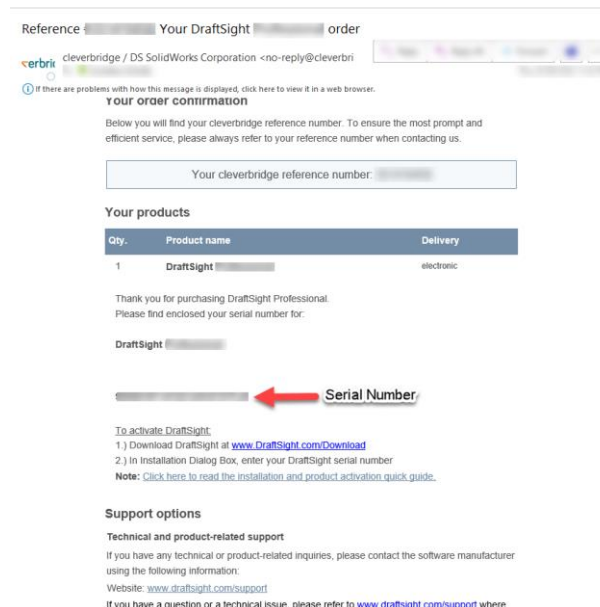 Reference Your DraftSight order
cleverbridge / DS SolidWorks Corporation <no-reply@cleverbri
If there are problems with how this message is displayed, click here to view it in a web browser.
Your order confirmation
Below you will find your cleverbridge reference number. To ensure the most prompt and
efficient service, please always refer to your reference number when contacting us.
Your cleverbridge reference number:
Your products
Qty. Product name Delivery
1 DraftSight electronic
Thank you for purchasing DraftSight Professional.
Please find enclosed your serial number for:
DraftSight
Serial Number
To activate DraftSight:
1.) Download DraftSight at www.DraftSight.com/Download
2.) In Installation Dialog Box, enter your DraftSight serial number
Note: Click here to read the installation and product activation quick guide.
Support options
Technical and product-related support
If you have any technical or product-related inquiries, please contact the software manufacturer
using the following information:
Website: www.draftsight.com/support
If you have a question or a technical issue, please refer to www.draftsight.com/support where